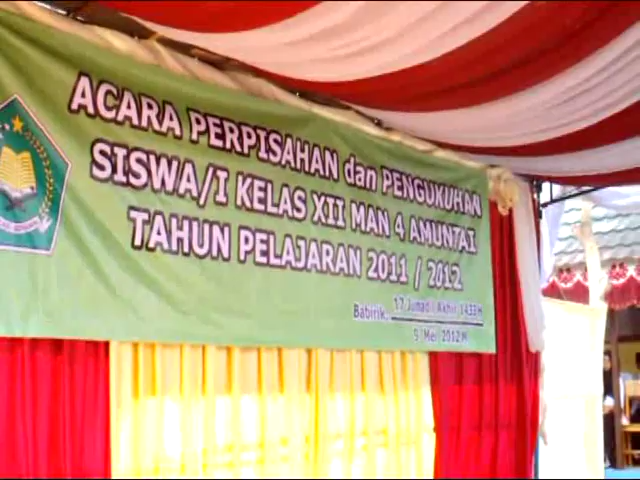 ACARA PERPISAHAN dan PENGUKUHAN
SISWA/I KELAS XII MAN 4 AMUNTAI
TAHUN PELAJARAN 2011 / 2012
Babirik, 17 Jumadil Akhir 1433 H
5 Mei 2012 M